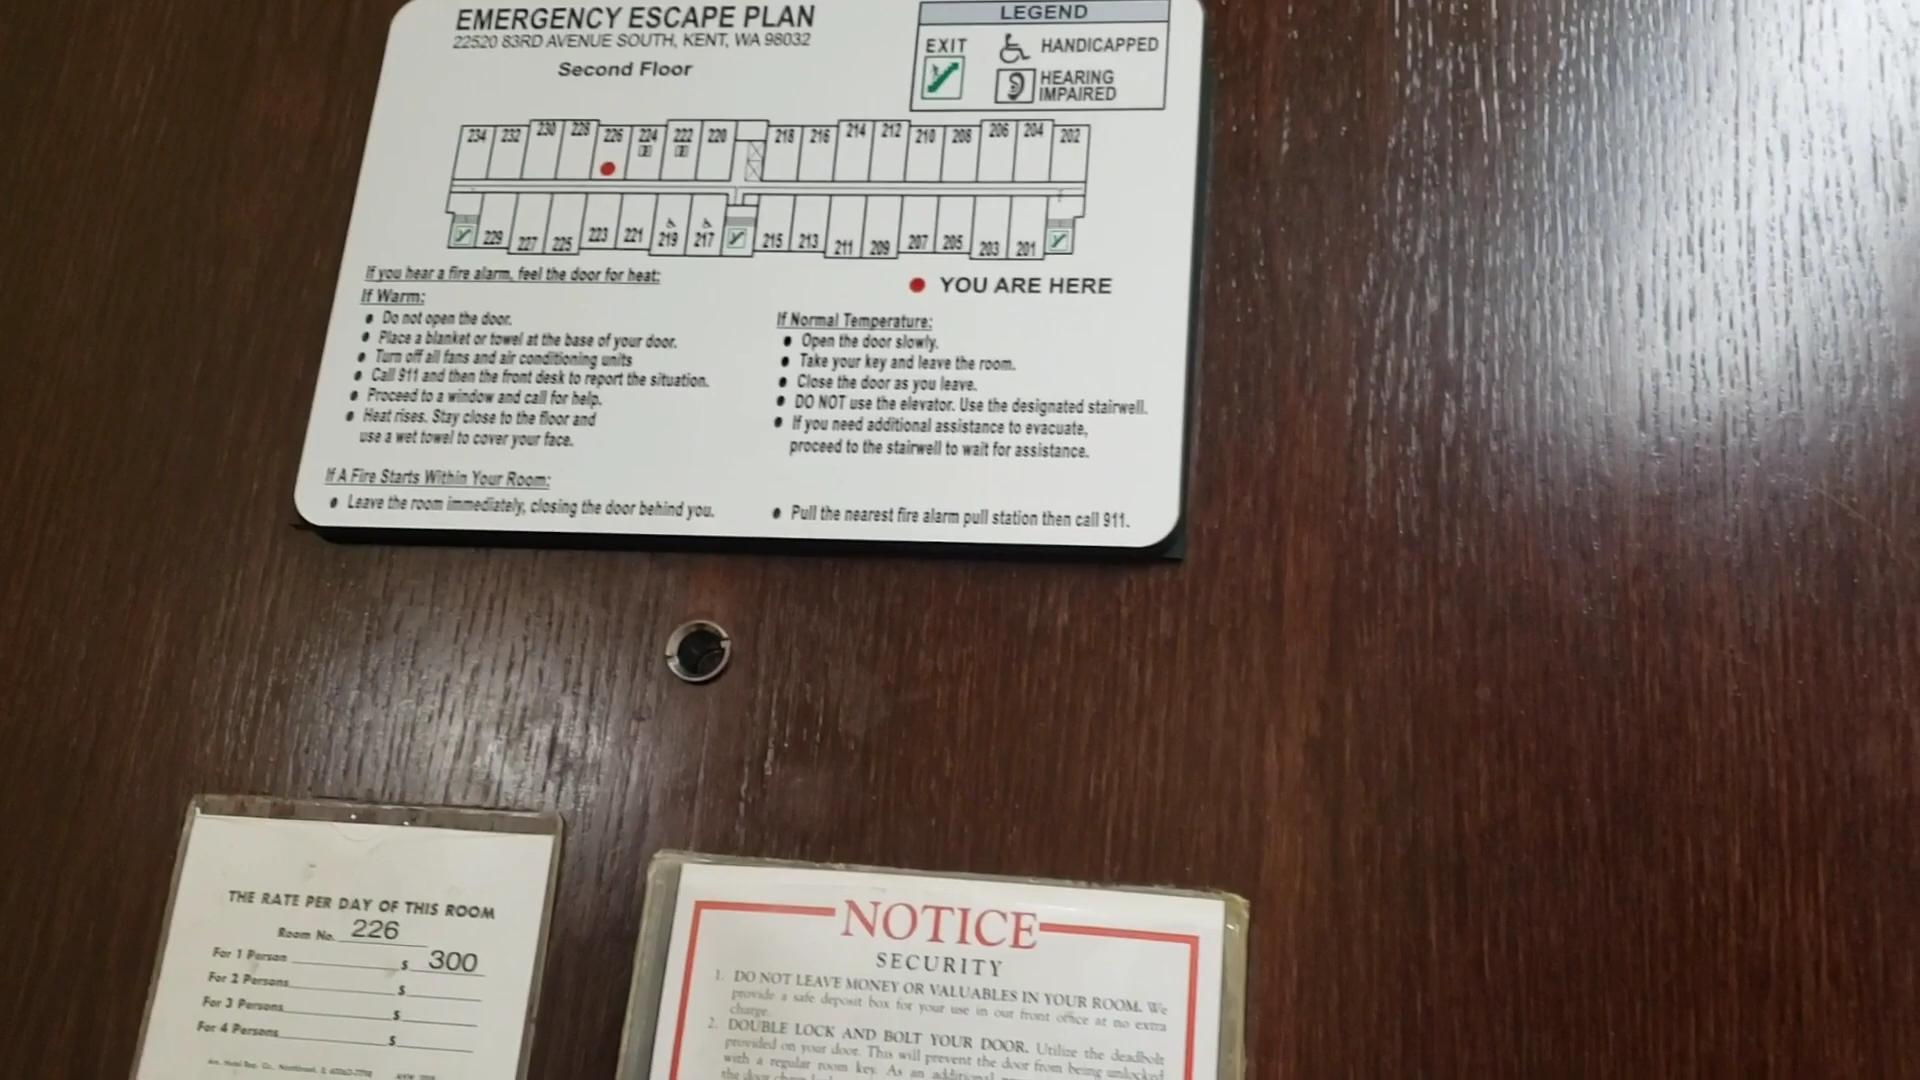 EMERGENCY ESCAPE PLAN
22520 83RD AVENUE SOUTH, KENT, WA 98032
Second Floor
LEGEND
EXIT
HANDICAPPED
HEARING
IMPAIRED
234 232 230 228 226 224 222 220 218 216 214 212 210 208 206 204 202
229 227 225 223 221 219 217 215 213 211 209 207 205 203 201
YOU ARE HERE
If you hear a fire alarm, feel the door for heat:
If Warm:
Do not open the door.
Place a blanket or towel at the base of your door.
Turn off all fans and air conditioning units
Call 911 and then the front desk to report the situation.
Proceed to a window and call for help.
Heat rises. Stay close to the floor and
use a wet towel to cover your face.
If Normal Temperature:
Open the door slowly.
Take your key and leave the room.
Close the door as you leave.
DO NOT use the elevator. Use the designated stairwell.
If you need additional assistance to evacuate,
proceed to the stairwell to wait for assistance.
If A Fire Starts Within Your Room:
Leave the room immediately, closing the door behind you.
Pull the nearest fire alarm pull station then call 911.
THE RATE PER DAY OF THIS ROOM
Room No. 226
For 1 Person $ 300
For 2 Persons $
For 3 Persons $
For 4 Persons $
NOTICE
SECURITY
1. DO NOT LEAVE MONEY OR VALUABLES IN YOUR ROOM. We
provide a safe deposit box for your use in our front office at no extra
charge.
2. DOUBLE LOCK AND BOLT YOUR DOOR. Utilize the deadbolt
provided on your door. This will prevent the door from being unlocked
with a regular room key. As an additional